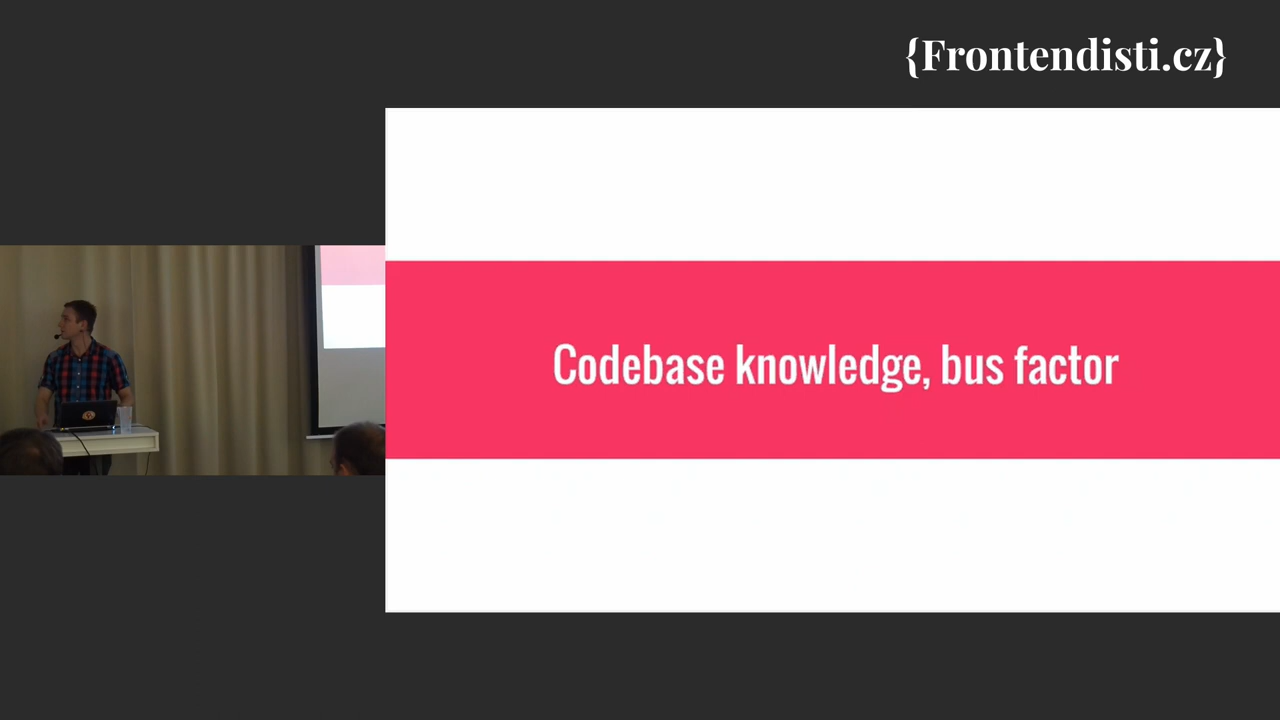 {Frontendisti.cz}
Codebase knowledge, bus factor